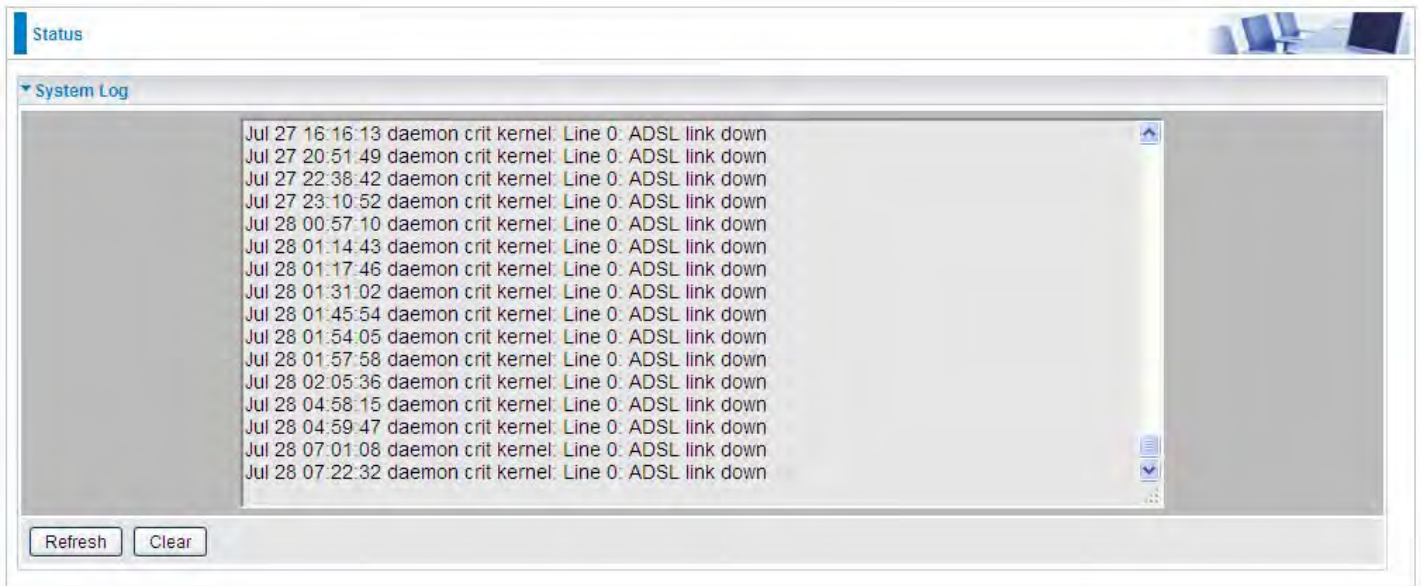 Status
System Log
Jul 27 16:16:13 daemon crit kernel: Line 0: ADSL link down
Jul 27 20:51:49 daemon crit kernel: Line 0: ADSL link down
Jul 27 22:38:42 daemon crit kernel: Line 0: ADSL link down
Jul 27 23:10:52 daemon crit kernel: Line 0: ADSL link down
Jul 28 00:57:10 daemon crit kernel: Line 0: ADSL link down
Jul 28 01:14:43 daemon crit kernel: Line 0: ADSL link down
Jul 28 01:17:46 daemon crit kernel: Line 0: ADSL link down
Jul 28 01:31:02 daemon crit kernel: Line 0: ADSL link down
Jul 28 01:45:54 daemon crit kernel: Line 0: ADSL link down
Jul 28 01:54:05 daemon crit kernel: Line 0: ADSL link down
Jul 28 01:57:58 daemon crit kernel: Line 0: ADSL link down
Jul 28 02:05:36 daemon crit kernel: Line 0: ADSL link down
Jul 28 04:58:15 daemon crit kernel: Line 0: ADSL link down
Jul 28 04:59:47 daemon crit kernel: Line 0: ADSL link down
Jul 28 07:01:08 daemon crit kernel: Line 0: ADSL link down
Jul 28 07:22:32 daemon crit kernel: Line 0: ADSL link down
Refresh Clear